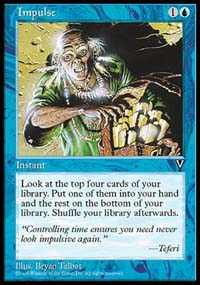 Impulse 1
Instant
Look at the top four cards of your
library. Put one of them into your hand
and the rest on the bottom of your
library. Shuffle your library afterwards.
"Controlling time ensures you need never
look impulsive again."
—Teferi
Illus. Bryan Talbot